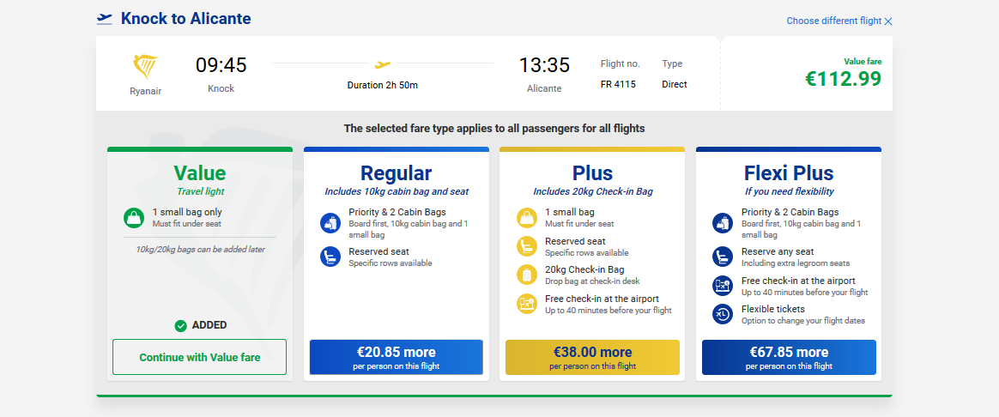 Knock to Alicante
Choose different flight
09:45
13:35
Flight no.
Type
Value fare
€112.99
Ryanair
Knock
Duration 2h 50m
Alicante
FR 4115
Direct
The selected fare type applies to all passengers for all flights
Value
Travel light
1 small bag only
Must fit under seat
10kg/20kg bags can be added later
ADDED
Continue with Value fare
Regular
Includes 10kg cabin bag and seat
Priority & 2 Cabin Bags
Board first, 10kg cabin bag and 1
small bag
Reserved seat
Specific rows available
€20.85 more
per person on this flight
Plus
Includes 20kg Check-in Bag
1 small bag
Must fit under seat
Reserved seat
Specific rows available
20kg Check-in Bag
Drop bag at check-in desk
Free check-in at the airport
Up to 40 minutes before your flight
€38.00 more
per person on this flight
Flexi Plus
If you need flexibility
Priority & 2 Cabin Bags
Board first, 10kg cabin bag and 1
small bag
Reserve any seat
Including extra legroom seats
Free check-in at the airport
Up to 40 minutes before your flight
Flexible tickets
Option to change your flight dates
€67.85 more
per person on this flight